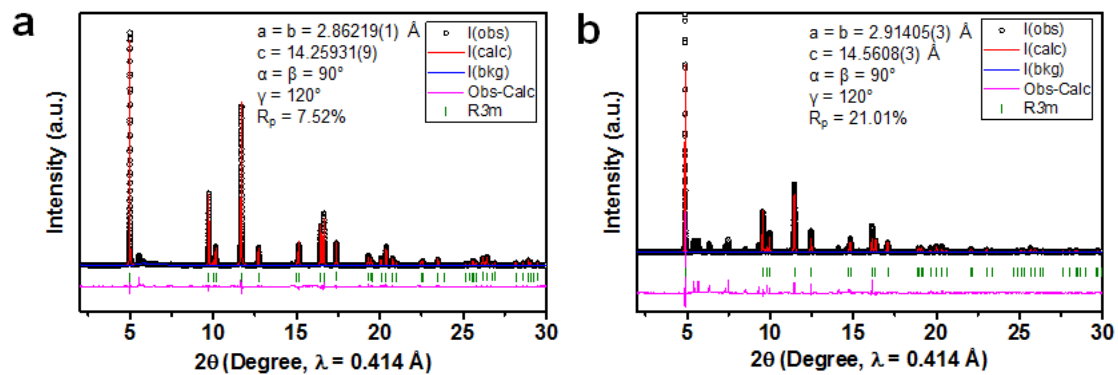 a
a = b = 2.86219(1) Å
c = 14.25931(9)
α = β = 90°
γ = 120°
Rp = 7.52%
I(obs)
I(calc)
I(bkg)
Obs-Calc
R3m
Intensity (a.u.)
5 10 15 20 25 30
2θ (Degree, λ = 0.414 Å)
b
a = b = 2.91405(3) Å
c = 14.5608(3) Å
α = β = 90°
γ = 120°
Rp = 21.01%
I(obs)
I(calc)
I(bkg)
Obs-Calc
R3m
Intensity (a.u.)
5 10 15 20 25 30
2θ (Degree, λ = 0.414 Å)